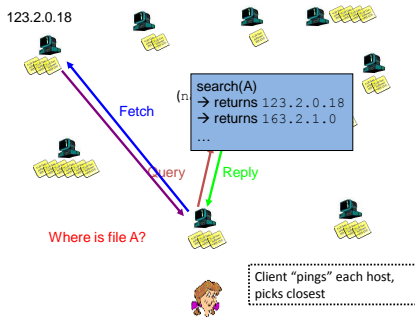 123.2.0.18
(n
search(A)
→ returns 123.2.0.18
→ returns 163.2.1.0
…
Fetch
Query
Reply
Where is file A?
Client “pings” each host,
picks closest